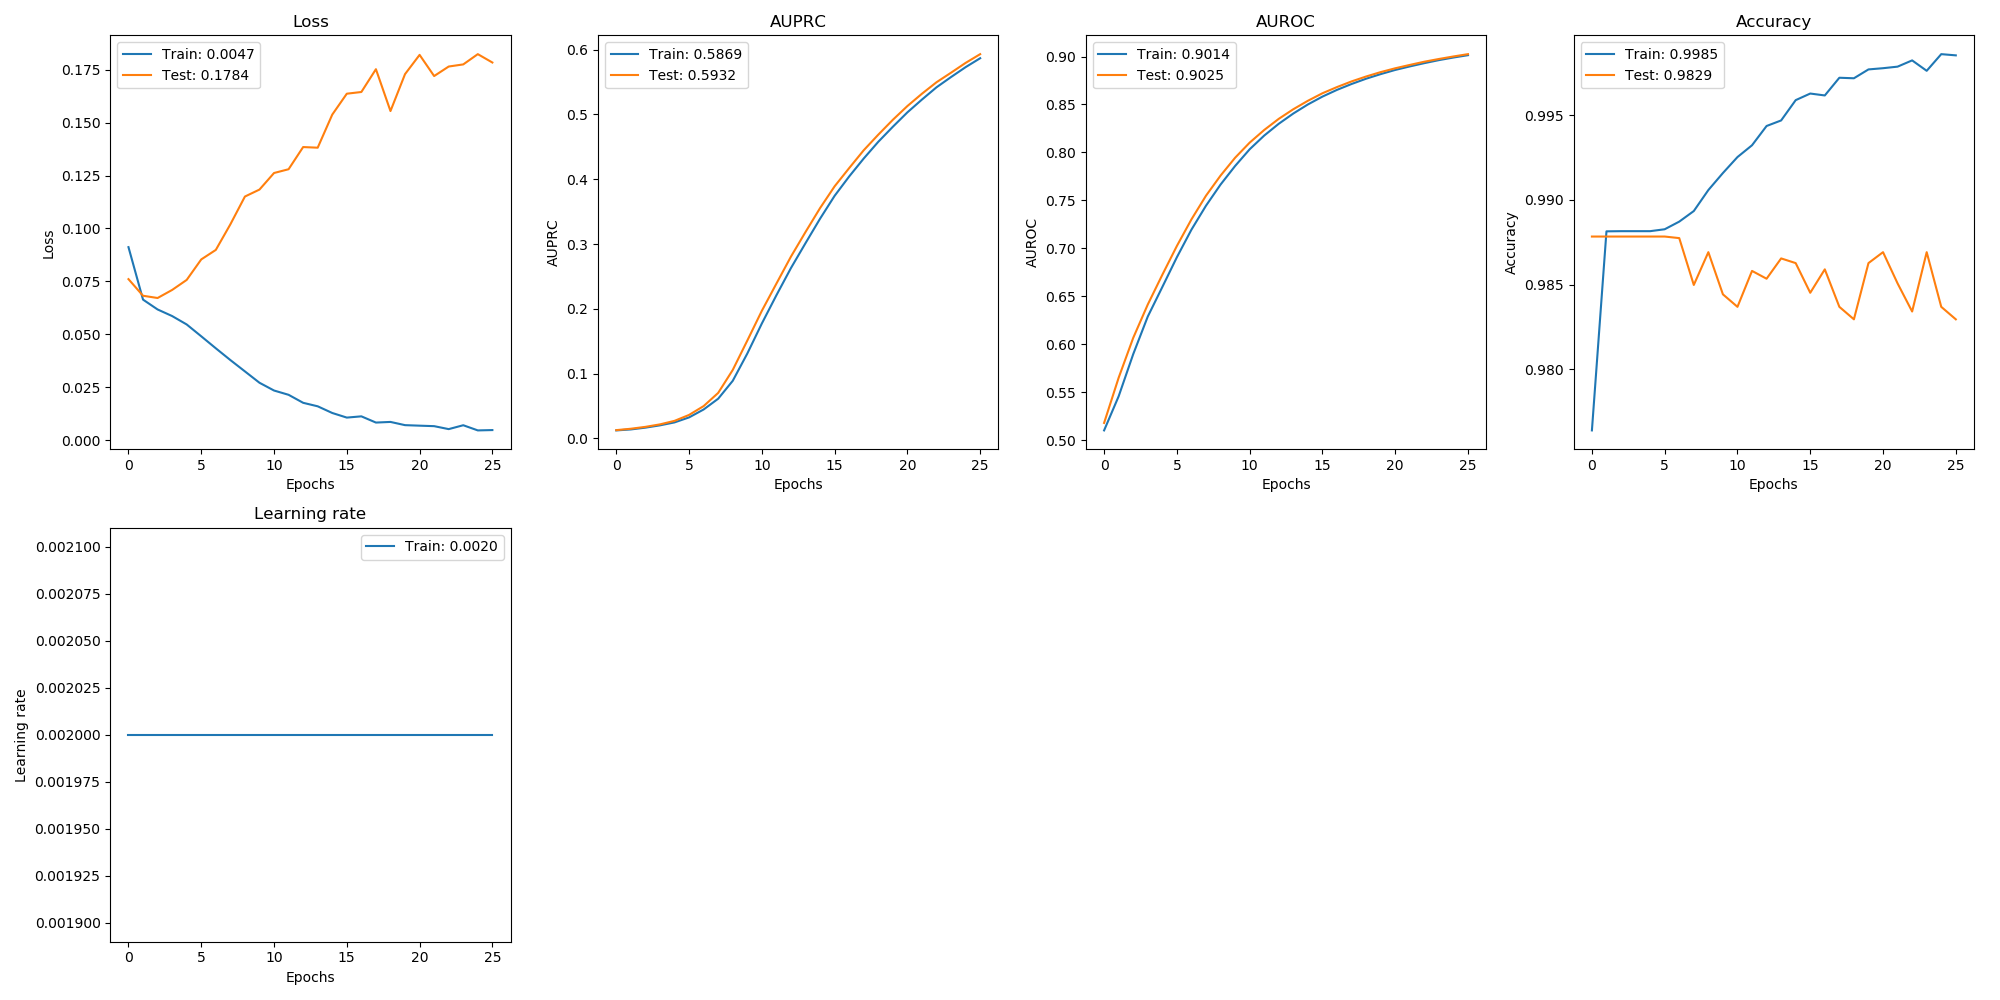 Loss
Train: 0.0047
Test: 0.1784
0.175
0.150
0.125
0.100
0.075
0.050
0.025
0.000
Loss
0 5 10 15 20 25
Epochs
AUPRC
Train: 0.5869
Test: 0.5932
0.6
0.5
0.4
0.3
0.2
0.1
0.0
AUPRC
0 5 10 15 20 25
Epochs
AUROC
Train: 0.9014
Test: 0.9025
0.90
0.85
0.80
0.75
0.70
0.65
0.60
0.55
0.50
AUROC
0 5 10 15 20 25
Epochs
Accuracy
Train: 0.9985
Test: 0.9829
0.995
0.990
0.985
0.980
Accuracy
0 5 10 15 20 25
Epochs
Learning rate
Train: 0.0020
0.002100
0.002075
0.002050
0.002025
0.002000
0.001975
0.001950
0.001925
0.001900
Learning rate
0 5 10 15 20 25
Epochs